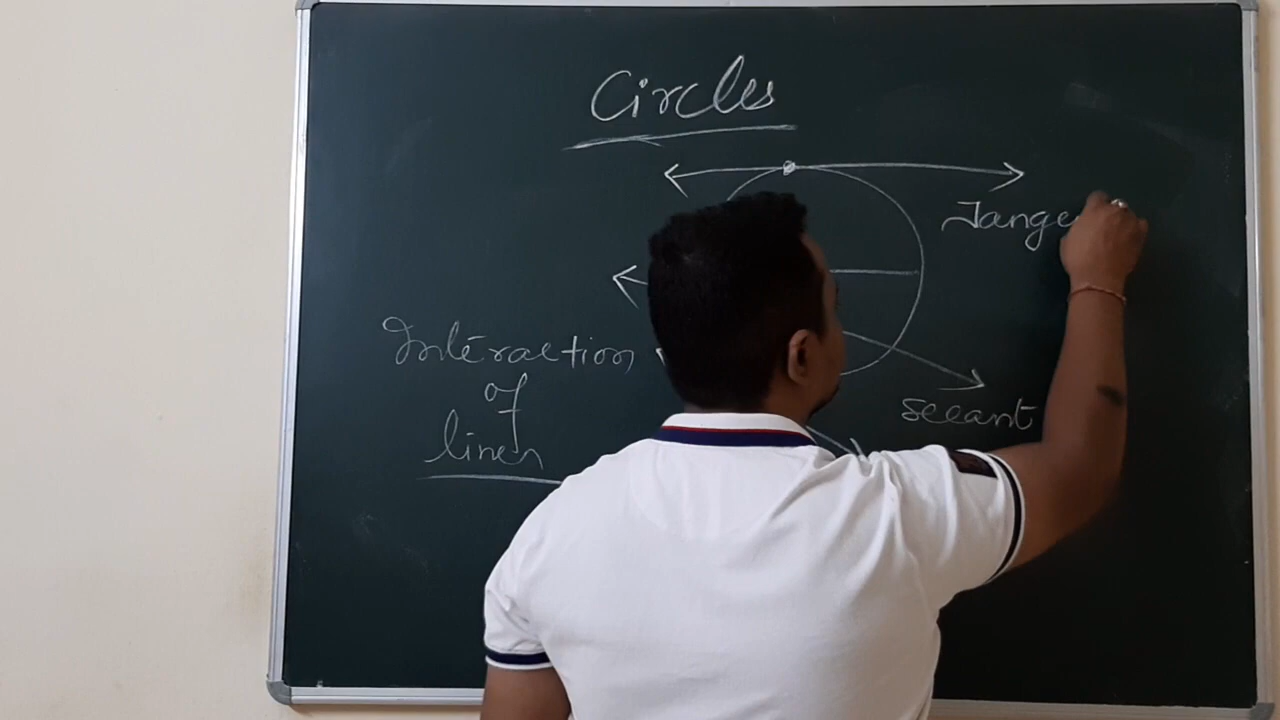 Circles
Tange
Interaction
of
lines
secant